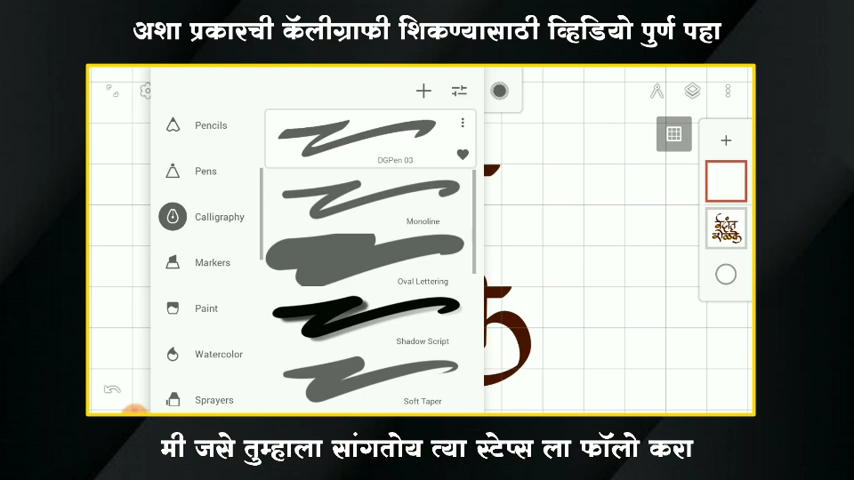 अशा प्रकारची कॅलीग्राफी शिकण्यासाठी व्हिडियो पुर्ण पहा
Pencils
DGPen 03
Pens
Monoline
Calligraphy
Markers
Oval Lettering
Paint
Shadow Script
Watercolor
Sprayers
Soft Taper
मी जसे तुम्हाला सांगतोय त्या स्टेप्स ला फॉलो करा